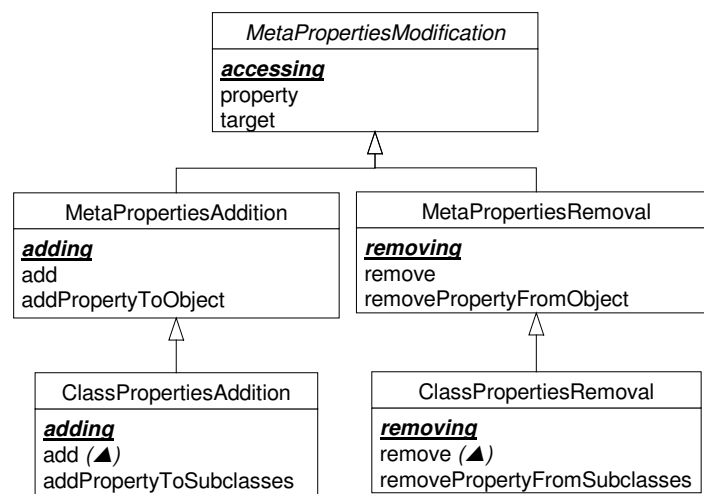 MetaPropertiesModification
accessing
property
target
MetaPropertiesAddition
adding
add
addPropertyToObject
MetaPropertiesRemoval
removing
remove
removePropertyFromObject
ClassPropertiesAddition
adding
add (▲)
addPropertyToSubclasses
ClassPropertiesRemoval
removing
remove (▲)
removePropertyFromSubclasses